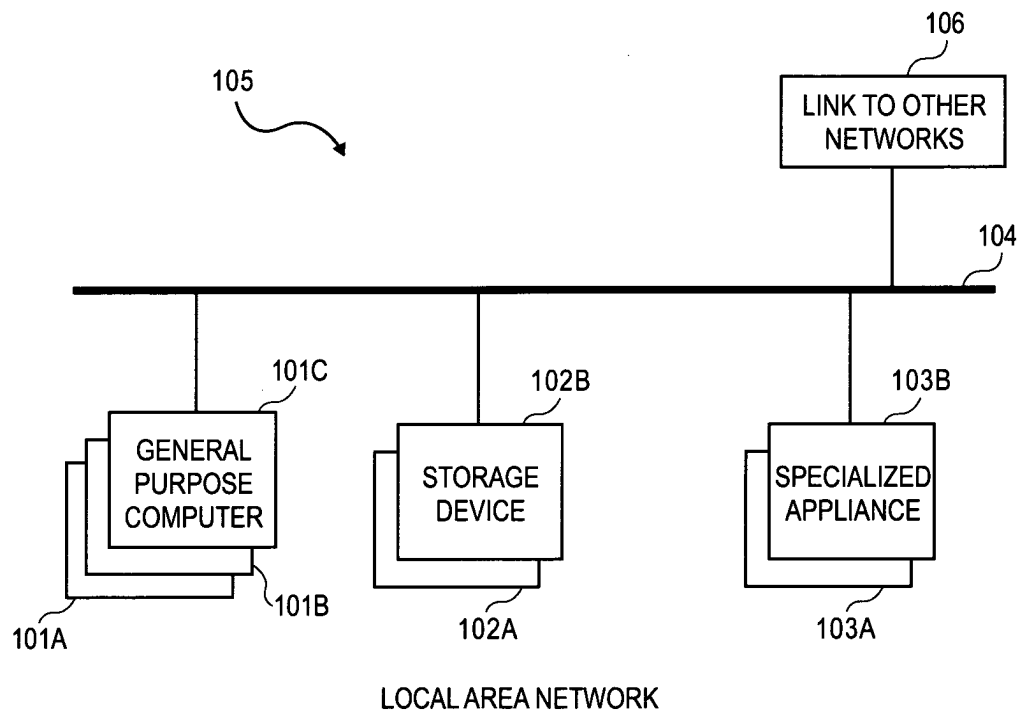 106
105
LINK TO OTHER
NETWORKS
104
101C
102B
103B
GENERAL
PURPOSE
COMPUTER
STORAGE
DEVICE
SPECIALIZED
APPLIANCE
101A
101B
102A
103A
LOCAL AREA NETWORK